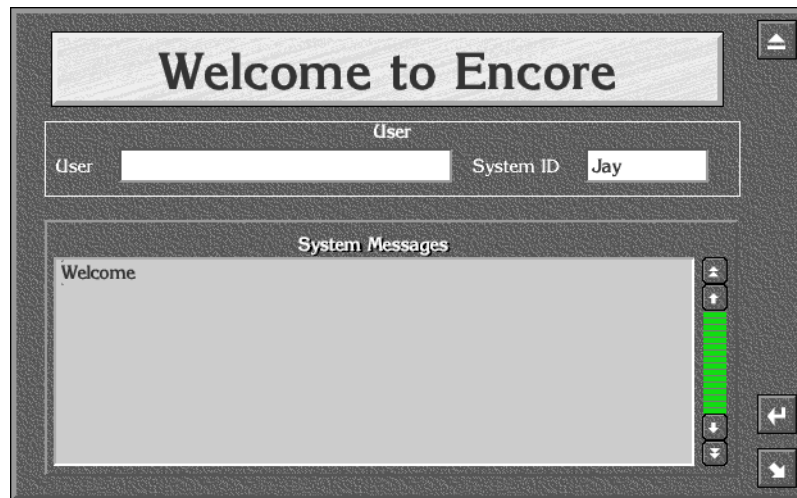 Welcome to Encore
User
User
System ID Jay
System Messages
Welcome